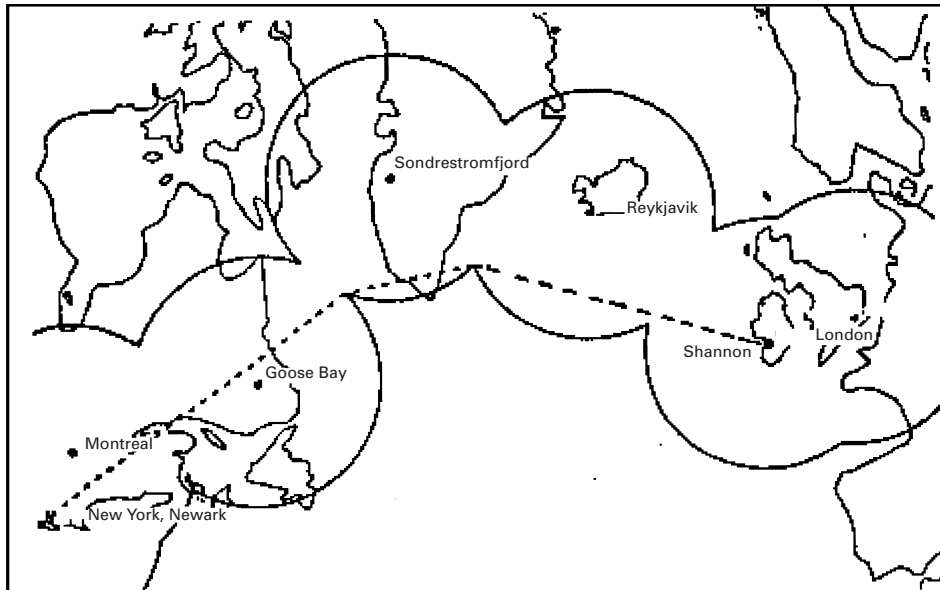 Sondrestromfjord
Reykjavik
London
Shannon
Goose Bay
Montreal
New York, Newark